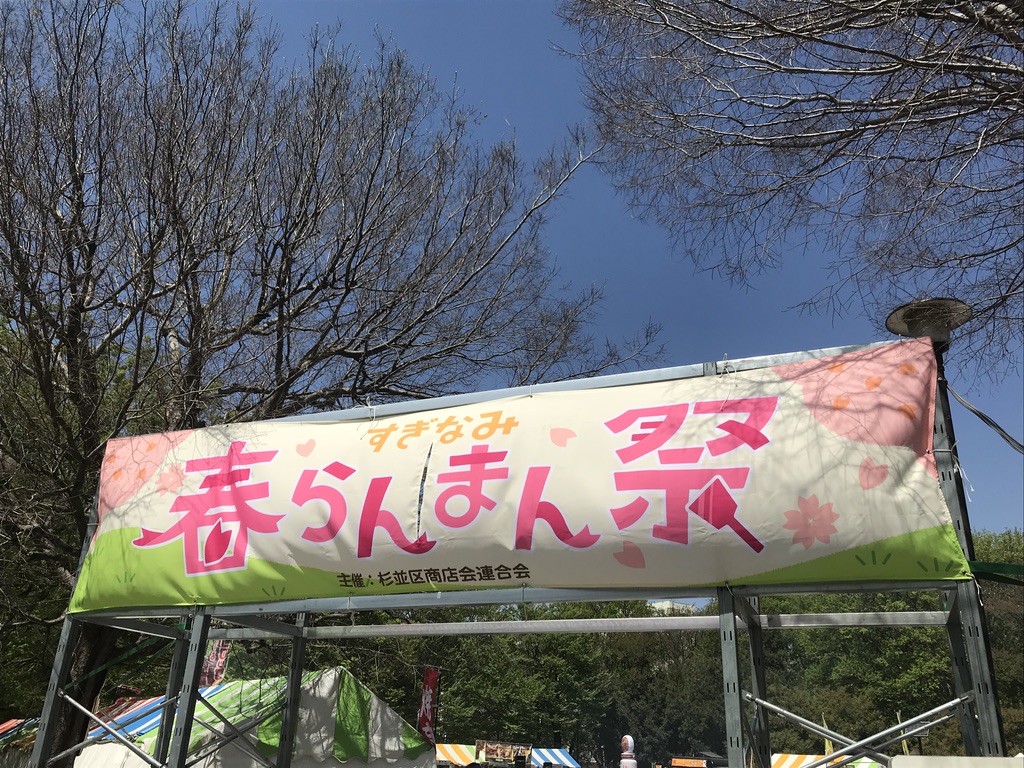 すぎなみ
春らんまん祭
主催：杉並区商店会連合会